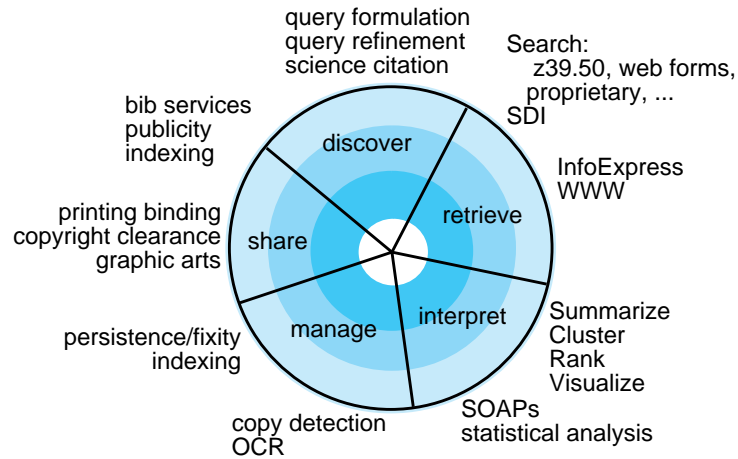 query formulation
query refinement
science citation
Search:
z39.50, web forms,
proprietary, ...
SDI
bib services
publicity
indexing
discover
InfoExpress
WWW
retrieve
printing binding
copyright clearance
graphic arts
share
interpret
manage
Summarize
Cluster
Rank
Visualize
persistence/fixity
indexing
SOAPs
statistical analysis
copy detection
OCR